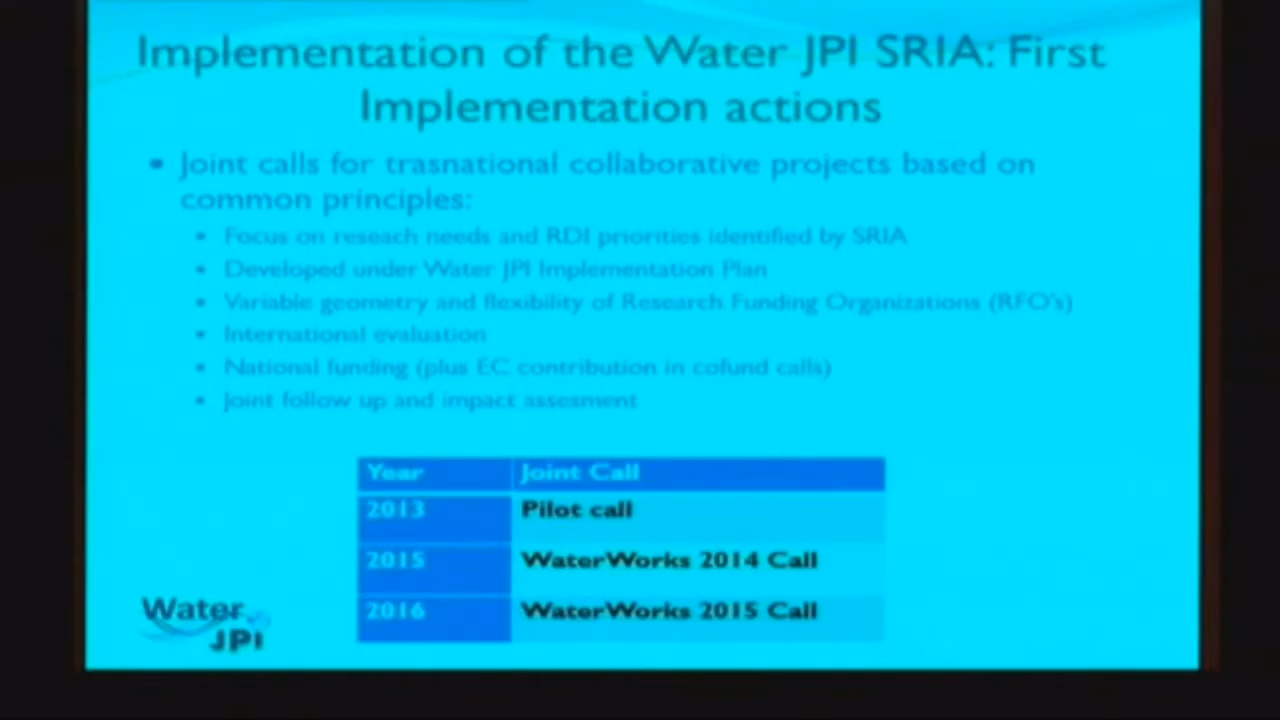 Implementation of the Water JPI SRIA: First
Implementation actions
• Joint calls for trasnational collaborative projects based on
common principles:
• Focus on reseach needs and RDI priorities identified by SRIA
• Developed under Water JPI Implementation Plan
• Variable geometry and flexibility of Research Funding Organizations (RFO's)
• International evaluation
• National funding (plus EC contribution in cofund calls)
• Joint follow up and impact assesment
Year Joint Call
2013 Pilot call
2015 WaterWorks 2014 Call
2016 WaterWorks 2015 Call
Water
JPI